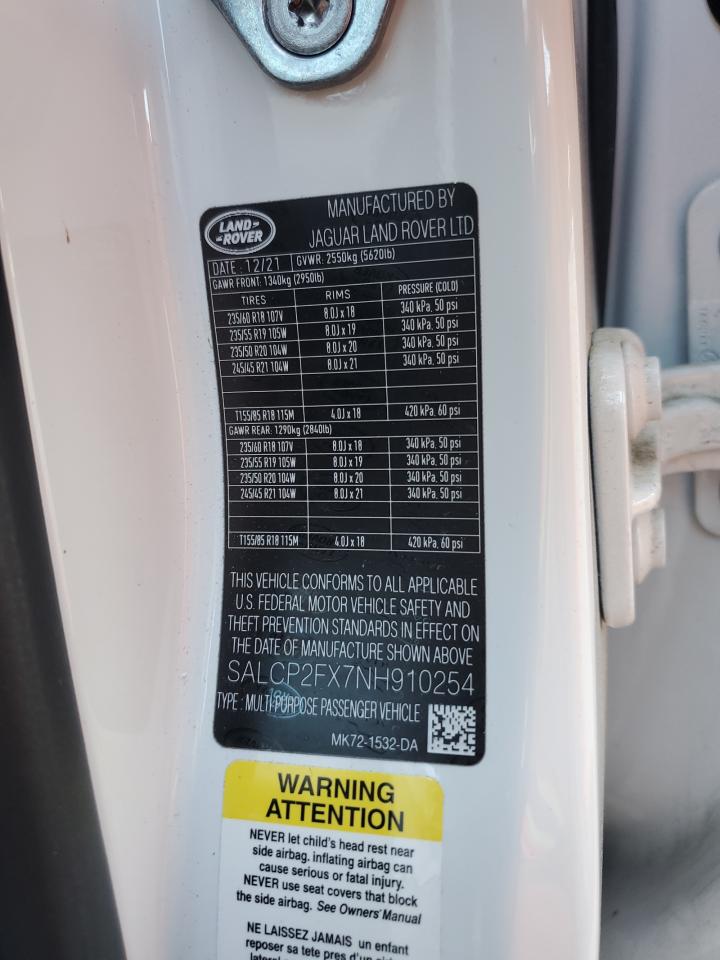 LAND-
-ROVER
MANUFACTURED BY
JAGUAR LAND ROVER LTD
DATE : 12/21 GVWR: 2550kg (5620lb)
GAWR FRONT: 1340kg (2950lb)
TIRES RIMS PRESSURE (COLD)
235/60 R18 107V 8.0J x 18 340 kPa, 50 psi
235/55 R19 105W 8.0J x 19 340 kPa, 50 psi
235/50 R20 104W 8.0J x 20 340 kPa, 50 psi
245/45 R21 104W 8.0J x 21 340 kPa, 50 psi
T155/85 R18 115M 4.0J x 18 420 kPa, 60 psi
GAWR REAR: 1290kg (2840lb)
235/60 R18 107V 8.0J x 18 340 kPa, 50 psi
235/55 R19 105W 8.0J x 19 340 kPa, 50 psi
235/50 R20 104W 8.0J x 20 340 kPa, 50 psi
245/45 R21 104W 8.0J x 21 340 kPa, 50 psi
T155/85 R18 115M 4.0J x 18 420 kPa, 60 psi
THIS VEHICLE CONFORMS TO ALL APPLICABLE
U.S. FEDERAL MOTOR VEHICLE SAFETY AND
THEFT PREVENTION STANDARDS IN EFFECT ON
THE DATE OF MANUFACTURE SHOWN ABOVE
SALCP2FX7NH910254
TYPE : MULTI-PURPOSE PASSENGER VEHICLE
MK72-1532-DA
WARNING
ATTENTION
NEVER let child's head rest near
side airbag. inflating airbag can
cause serious or fatal injury.
NEVER use seat covers that block
the side airbag. See Owners' Manual
NE LAISSEZ JAMAIS un enfant
reposer sa tete pres d'un